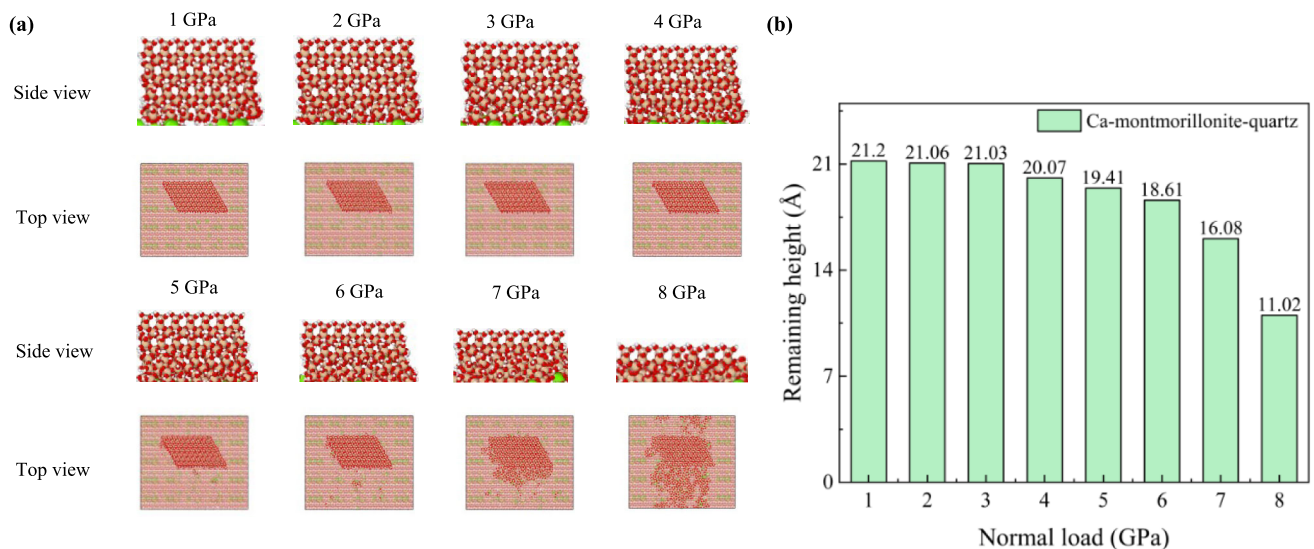 (a)
1 GPa 2 GPa 3 GPa 4 GPa
Side view
Top view
5 GPa 6 GPa 7 GPa 8 GPa
Side view
Top view
(b)
Ca-montmorillonite-quartz
21.2 21.06 21.03 20.07 19.41 18.61 16.08 11.02
Remaining height (Å)
21
14
7
0
1 2 3 4 5 6 7 8
Normal load (GPa)